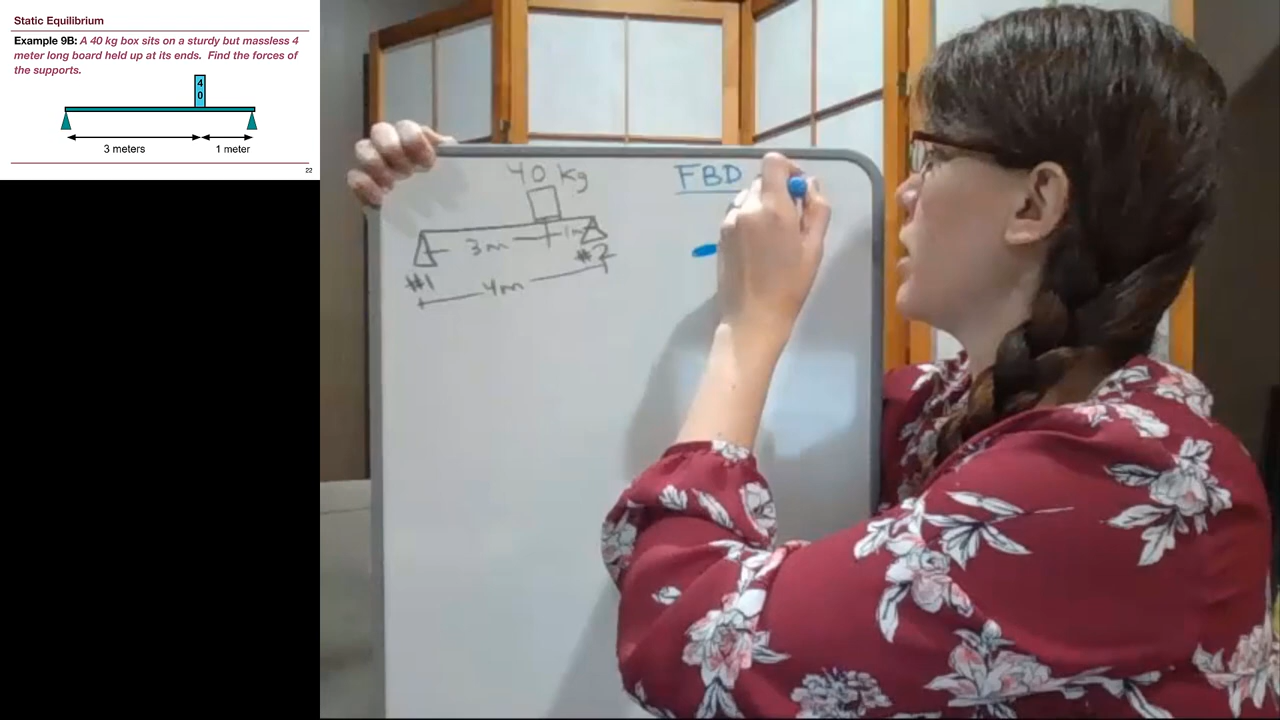 Static Equilibrium
Example 9B: A 40 kg box sits on a sturdy but massless 4
meter long board held up at its ends. Find the forces of
the supports.
4
0
3 meters
1 meter
22
40 kg
FBD
3m
1m
#1
#2
4m